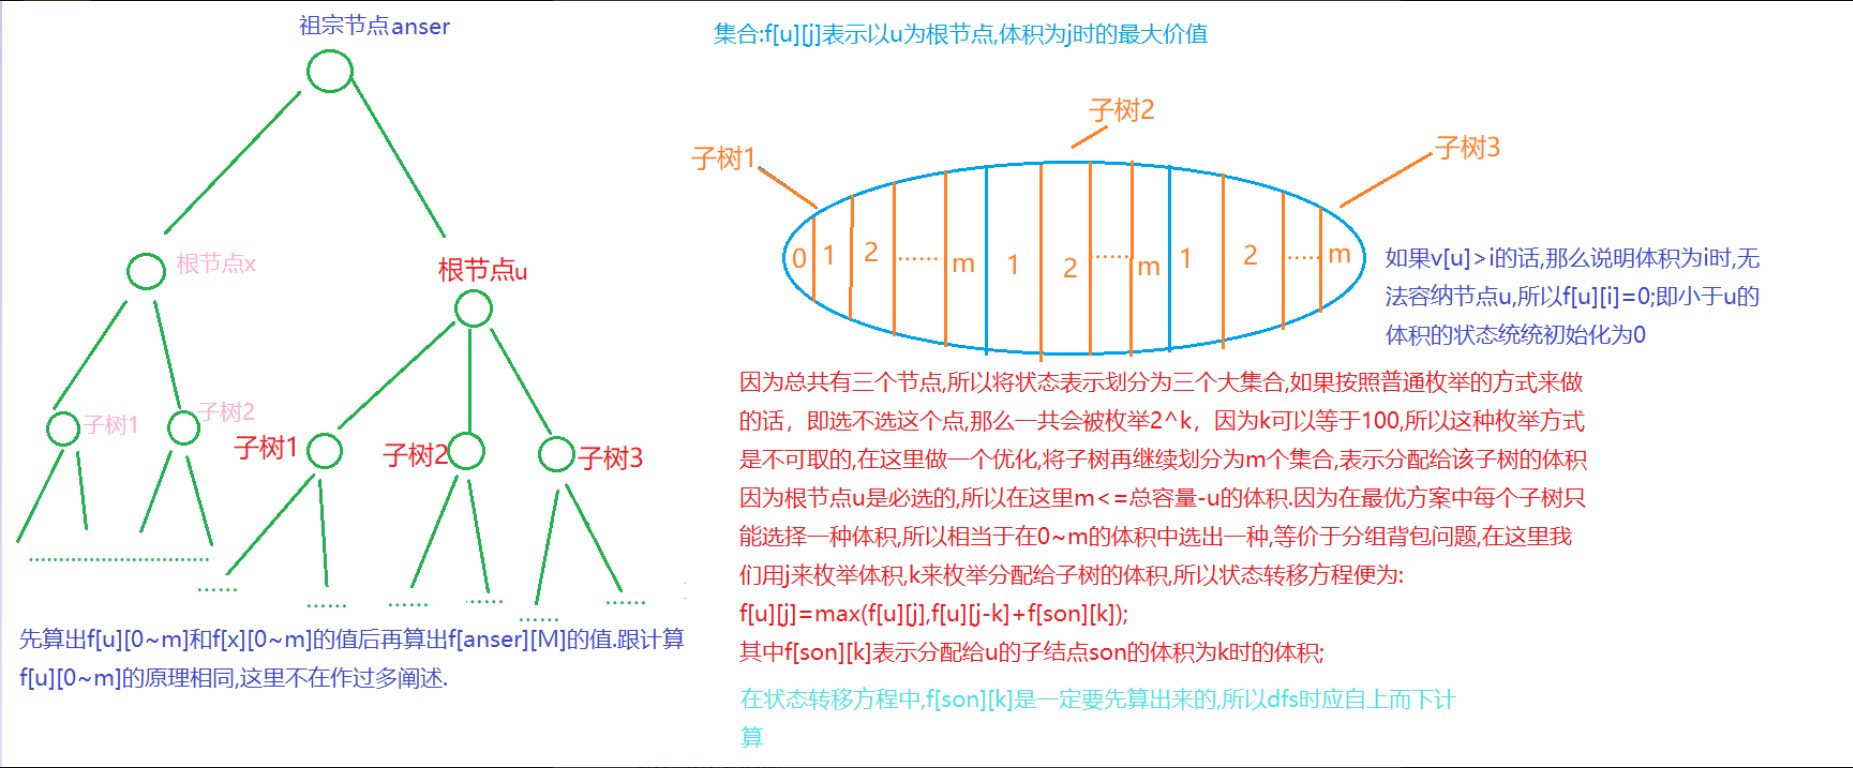 祖宗节点anser
根节点x
根节点u
子树1
子树2
子树1
子树2
子树3
......
......
......
......
......
......
先算出f[u][0~m]和f[x][0~m]的值后再算出f[anser][M]的值.跟计算
f[u][0~m]的原理相同,这里不在作过多阐述.
集合:f[u][j]表示以u为根节点,体积为j时的最大价值
子树2
子树1
子树3
0 1 2 ...... m 1 2 ...... m 1 2 ...... m
如果v[u]>i的话,那么说明体积为i时,无
法容纳节点u,所以f[u][i]=0;即小于u的
体积的状态统统初始化为0
因为总共有三个节点,所以将状态表示划分为三个大集合,如果按照普通枚举的方式来做
的话，即选不选这个点,那么一共会被枚举2^k，因为k可以等于100,所以这种枚举方式
是不可取的,在这里做一个优化,将子树再继续划分为m个集合,表示分配给该子树的体积
因为根节点u是必选的,所以在这里m<=总容量-u的体积.因为在最优方案中每个子树只
能选择一种体积,所以相当于在0~m的体积中选出一种,等价于分组背包问题,在这里我
们用j来枚举体积,k来枚举分配给子树的体积,所以状态转移方程便为:
f[u][j]=max(f[u][j],f[u][j-k]+f[son][k]);
其中f[son][k]表示分配给u的子结点son的体积为k时的体积;
在状态转移方程中,f[son][k]是一定要先算出来的,所以dfs时应自上而下计
算